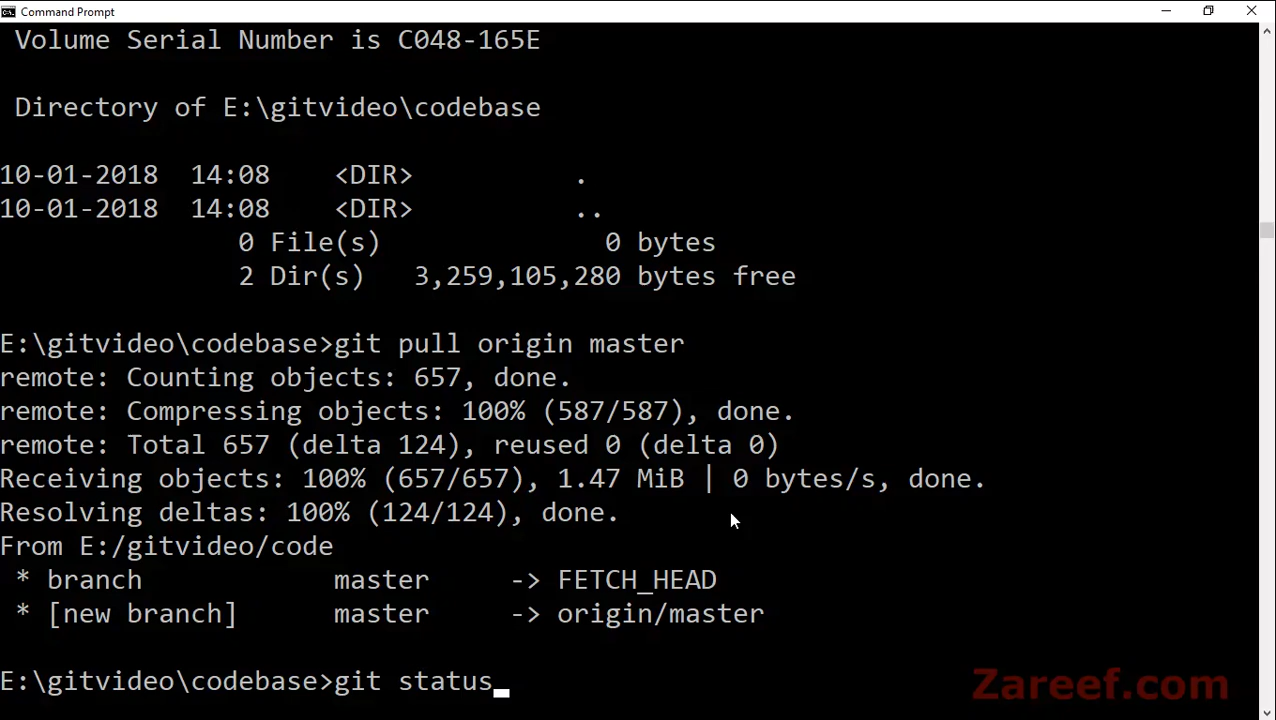 Command Prompt
Volume Serial Number is C048-165E
Directory of E:\gitvideo\codebase
10-01-2018  14:08    <DIR>          .
10-01-2018  14:08    <DIR>          ..
0 File(s)              0 bytes
2 Dir(s)   3,259,105,280 bytes free
E:\gitvideo\codebase>git pull origin master
remote: Counting objects: 657, done.
remote: Compressing objects: 100% (587/587), done.
remote: Total 657 (delta 124), reused 0 (delta 0)
Receiving objects: 100% (657/657), 1.47 MiB | 0 bytes/s, done.
Resolving deltas: 100% (124/124), done.
From E:/gitvideo/code
* branch            master     -> FETCH_HEAD
* [new branch]      master     -> origin/master
E:\gitvideo\codebase>git status
Zareef.com